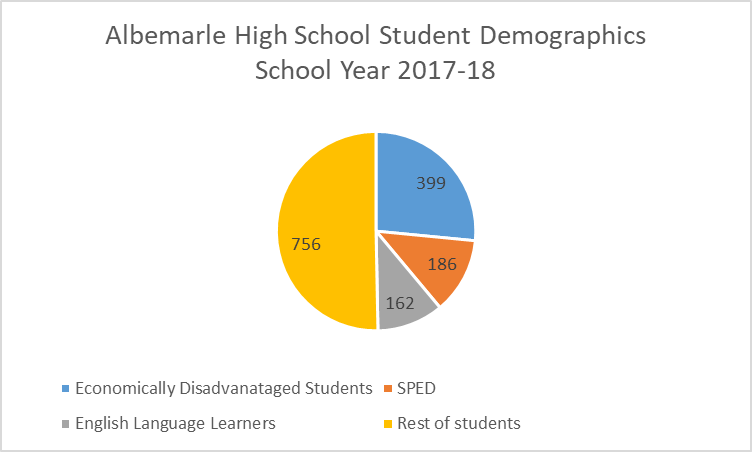 Albemarle High School Student Demographics
School Year 2017-18
399
756
186
162
Economically Disadvanataged Students
SPED
English Language Learners
Rest of students